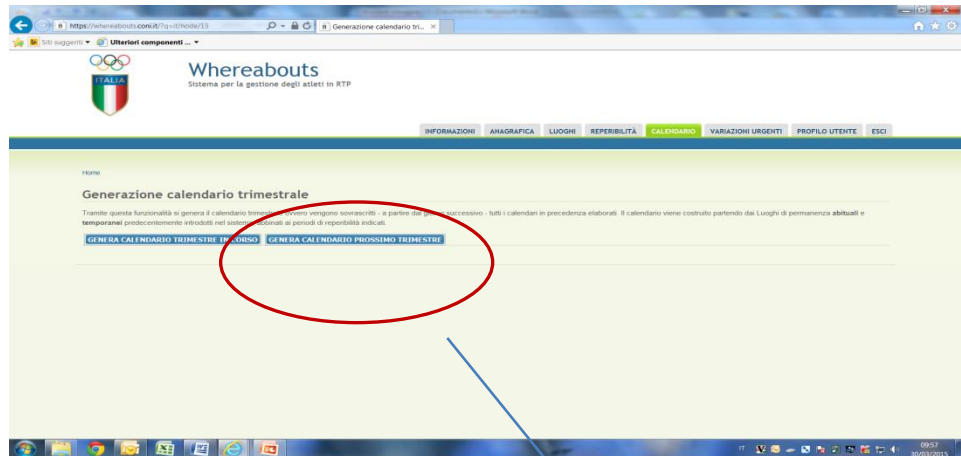 https://whereabouts.coni.it/?q=it/node/13
Generazione calendario tri...
Siti suggeriti
Ulteriori componenti ...
ITALIA
Whereabouts
Sistema per la gestione degli atleti in RTP
INFORMAZIONI ANAGRAFICA LUOGHI REPERIBILITÀ CALENDARIO VARIAZIONI URGENTI PROFILO UTENTE ESCI
Home
Generazione calendario trimestrale
Tramite questa funzionalità si genera il calendario trimestrale ovvero vengono sovrascritti - a partire dal giorno successivo - tutti i calendari in precedenza elaborati. Il calendario viene costruito partendo dai Luoghi di permanenza abituali e
temporanei predecentemente introdotti nel sistema abbinati ai periodi di reperibilità indicati.
GENERA CALENDARIO TRIMESTRE IN CORSO GENERA CALENDARIO PROSSIMO TRIMESTRE
IT
09:57
30/03/2015